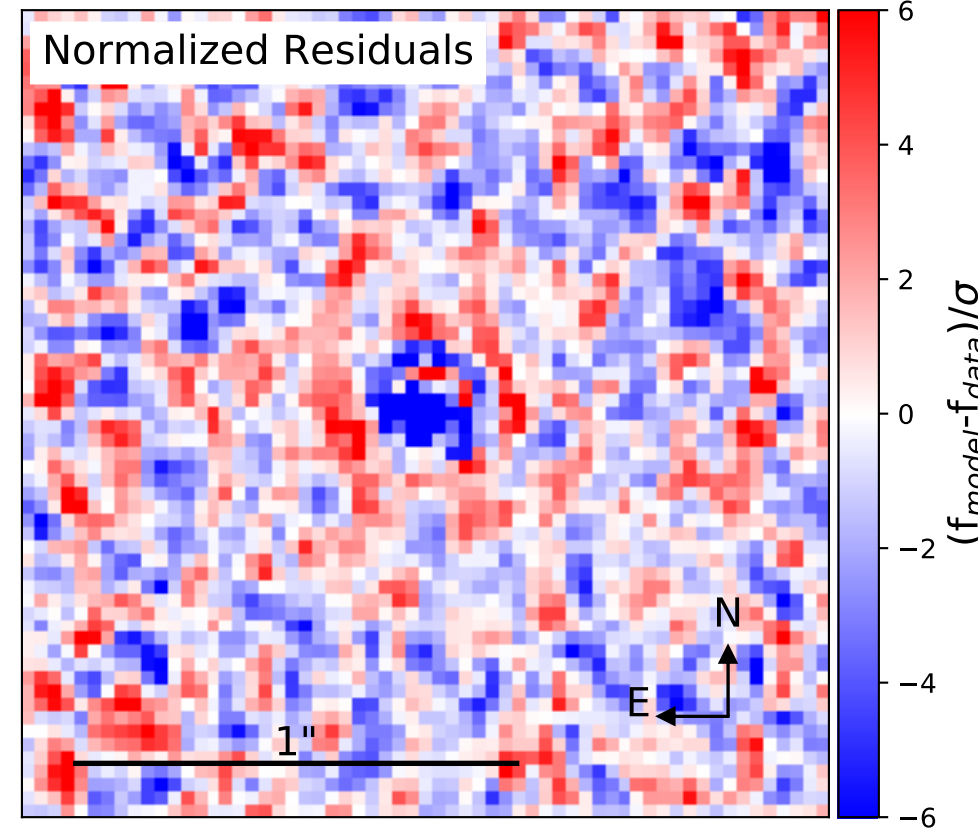 Normalized Residuals
6
4
2
0
−2
−4
−6
(f_model-f_data)/σ
N
E
1"